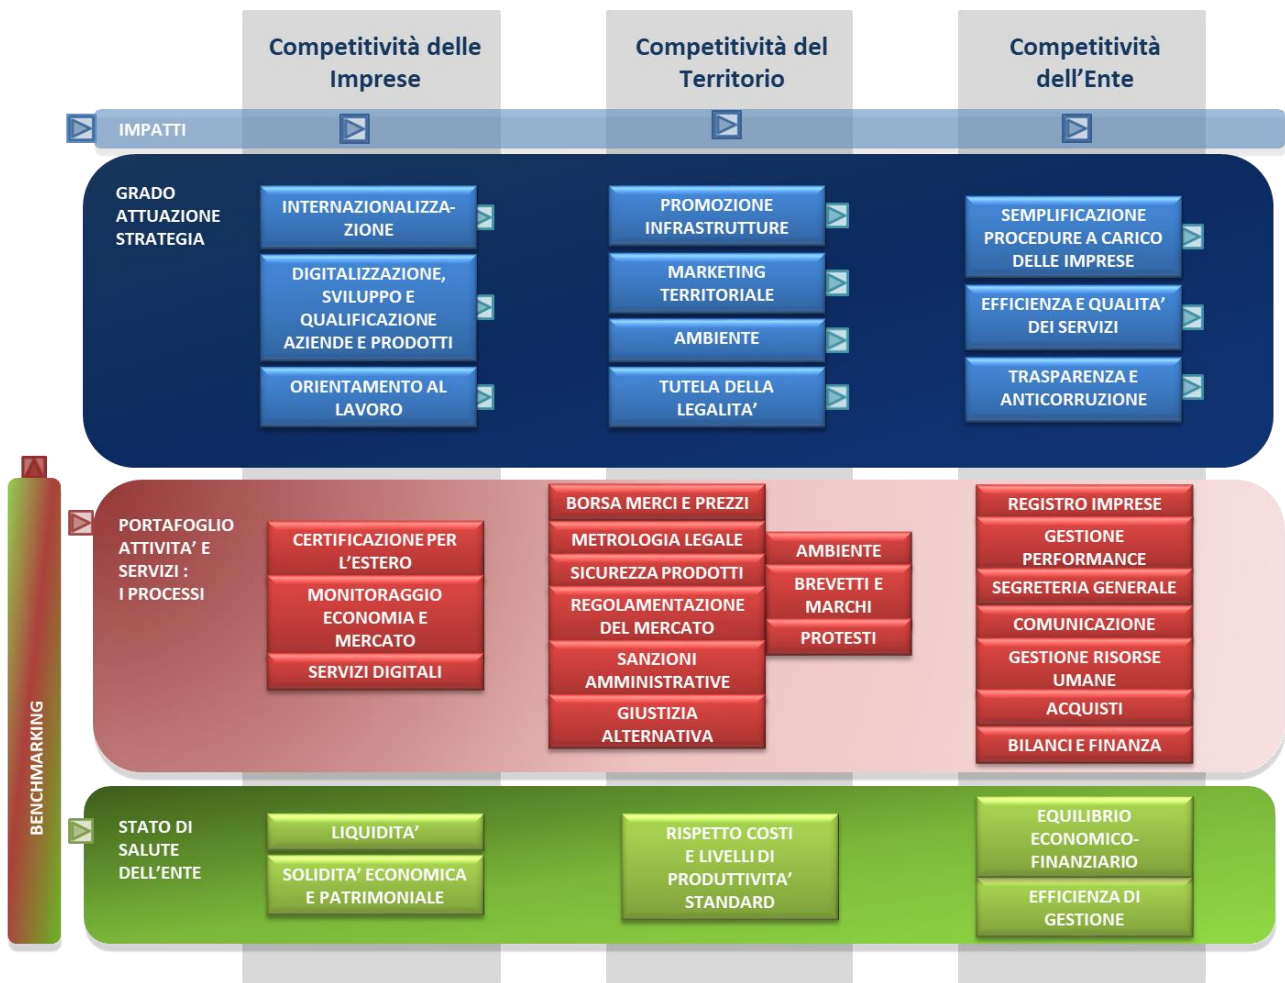 Competitività delle
Imprese
Competitività del
Territorio
Competitività
dell’Ente
IMPATTI
GRADO
ATTUAZIONE
STRATEGIA
INTERNAZIONALIZZA-
ZIONE
DIGITALIZZAZIONE,
SVILUPPO E
QUALIFICAZIONE
AZIENDE E PRODOTTI
ORIENTAMENTO AL
LAVORO
PROMOZIONE
INFRASTRUTTURE
MARKETING
TERRITORIALE
AMBIENTE
TUTELA DELLA
LEGALITA’
SEMPLIFICAZIONE
PROCEDURE A CARICO
DELLE IMPRESE
EFFICIENZA E QUALITA’
DEI SERVIZI
TRASPARENZA E
ANTICORRUZIONE
BENCHMARKING
PORTAFOGLIO
ATTIVITA’ E
SERVIZI :
I PROCESSI
CERTIFICAZIONE PER
L’ESTERO
MONITORAGGIO
ECONOMIA E
MERCATO
SERVIZI DIGITALI
BORSA MERCI E PREZZI
METROLOGIA LEGALE
SICUREZZA PRODOTTI
REGOLAMENTAZIONE
DEL MERCATO
SANZIONI
AMMINISTRATIVE
GIUSTIZIA
ALTERNATIVA
AMBIENTE
BREVETTI E
MARCHI
PROTESTI
REGISTRO IMPRESE
GESTIONE
PERFORMANCE
SEGRETERIA GENERALE
COMUNICAZIONE
GESTIONE RISORSE
UMANE
ACQUISTI
BILANCI E FINANZA
STATO DI
SALUTE
DELL’ENTE
LIQUIDITA’
SOLIDITA’ ECONOMICA
E PATRIMONIALE
RISPETTO COSTI
E LIVELLI DI
PRODUTTIVITA’
STANDARD
EQUILIBRIO
ECONOMICO-
FINANZIARIO
EFFICIENZA DI
GESTIONE